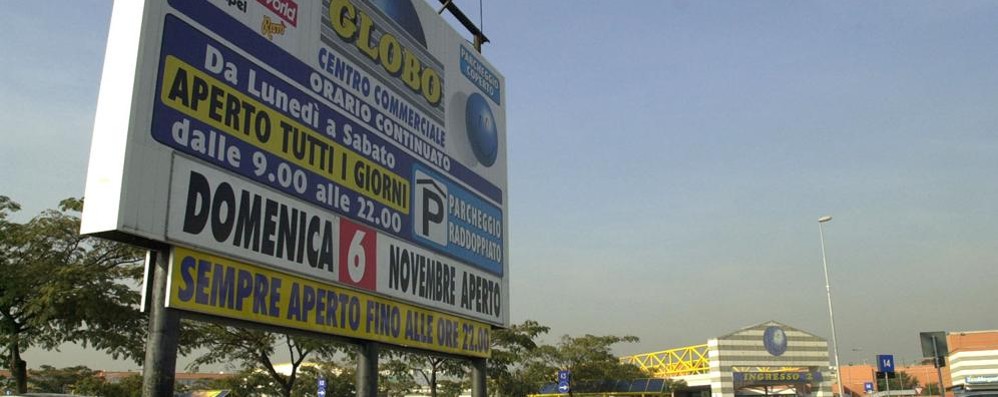 world
GLOBO
CENTRO COMMERCIALE
ORARIO CONTINUATO
PARCHEGGIO
COPERTO
Da Lunedì a Sabato
APERTO TUTTI I GIORNI
dalle 9.00 alle 22.00
P
PARCHEGGIO
RADDOPPIATO
DOMENICA 6 NOVEMBRE APERTO
SEMPRE APERTO FINO ALLE ORE 22.00
INGRESSO 2
14